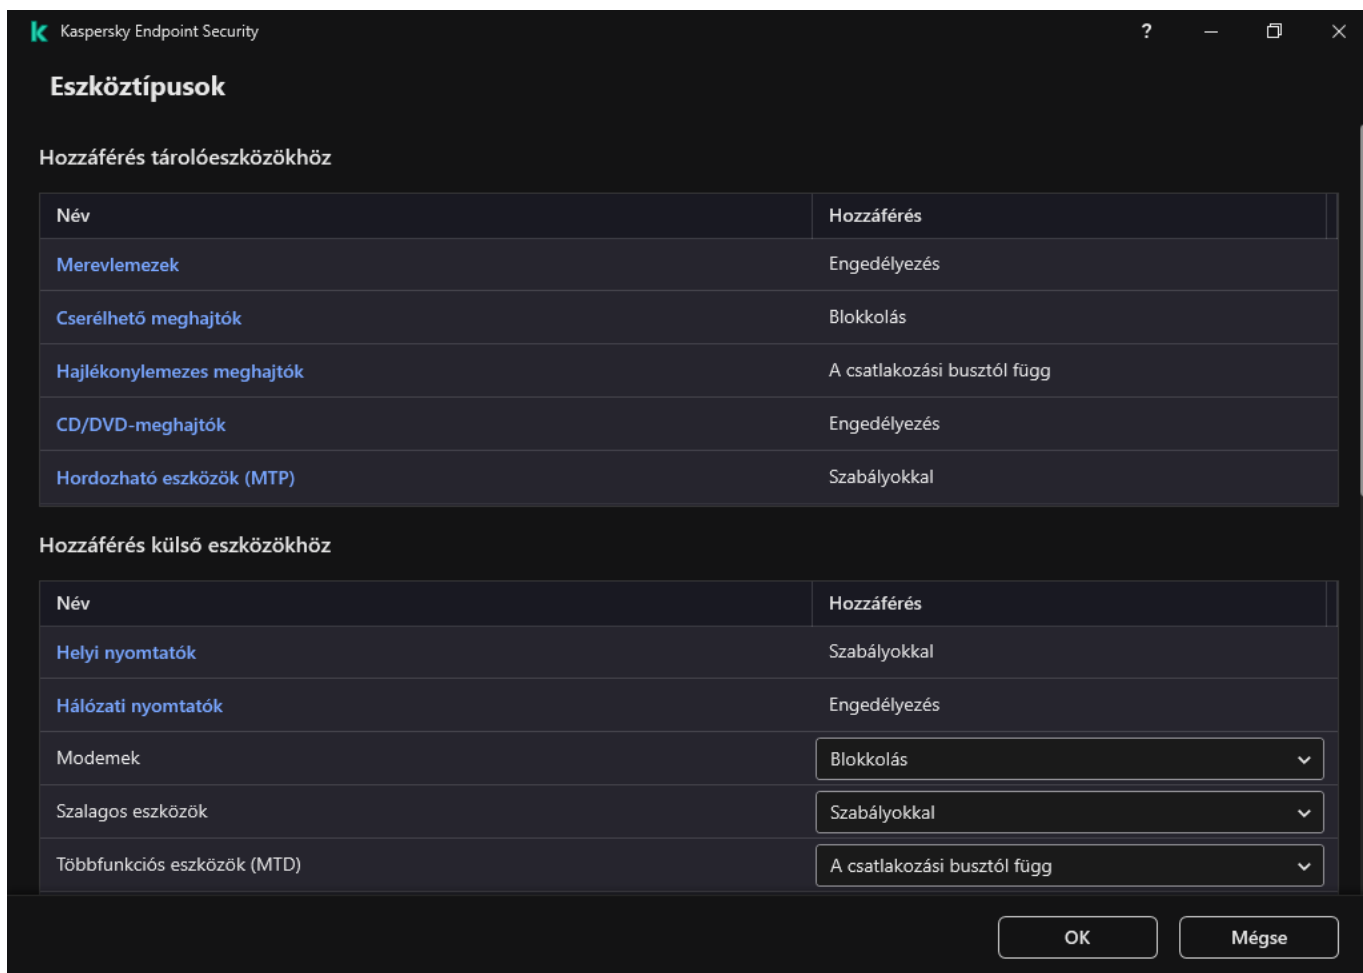 Kaspersky Endpoint Security
?
Eszköztípusok
Hozzáférés tárolóeszközökhöz
Név Hozzáférés
Merevlemezek Engedélyezés
Cserélhető meghajtók Blokkolás
Hajlékonylemezes meghajtók A csatlakozási busztól függ
CD/DVD-meghajtók Engedélyezés
Hordozható eszközök (MTP) Szabályokkal
Hozzáférés külső eszközökhöz
Név Hozzáférés
Helyi nyomtatók Szabályokkal
Hálózati nyomtatók Engedélyezés
Modemek Blokkolás
Szalagos eszközök Szabályokkal
Többfunkciós eszközök (MTD) A csatlakozási busztól függ
OK Mégse